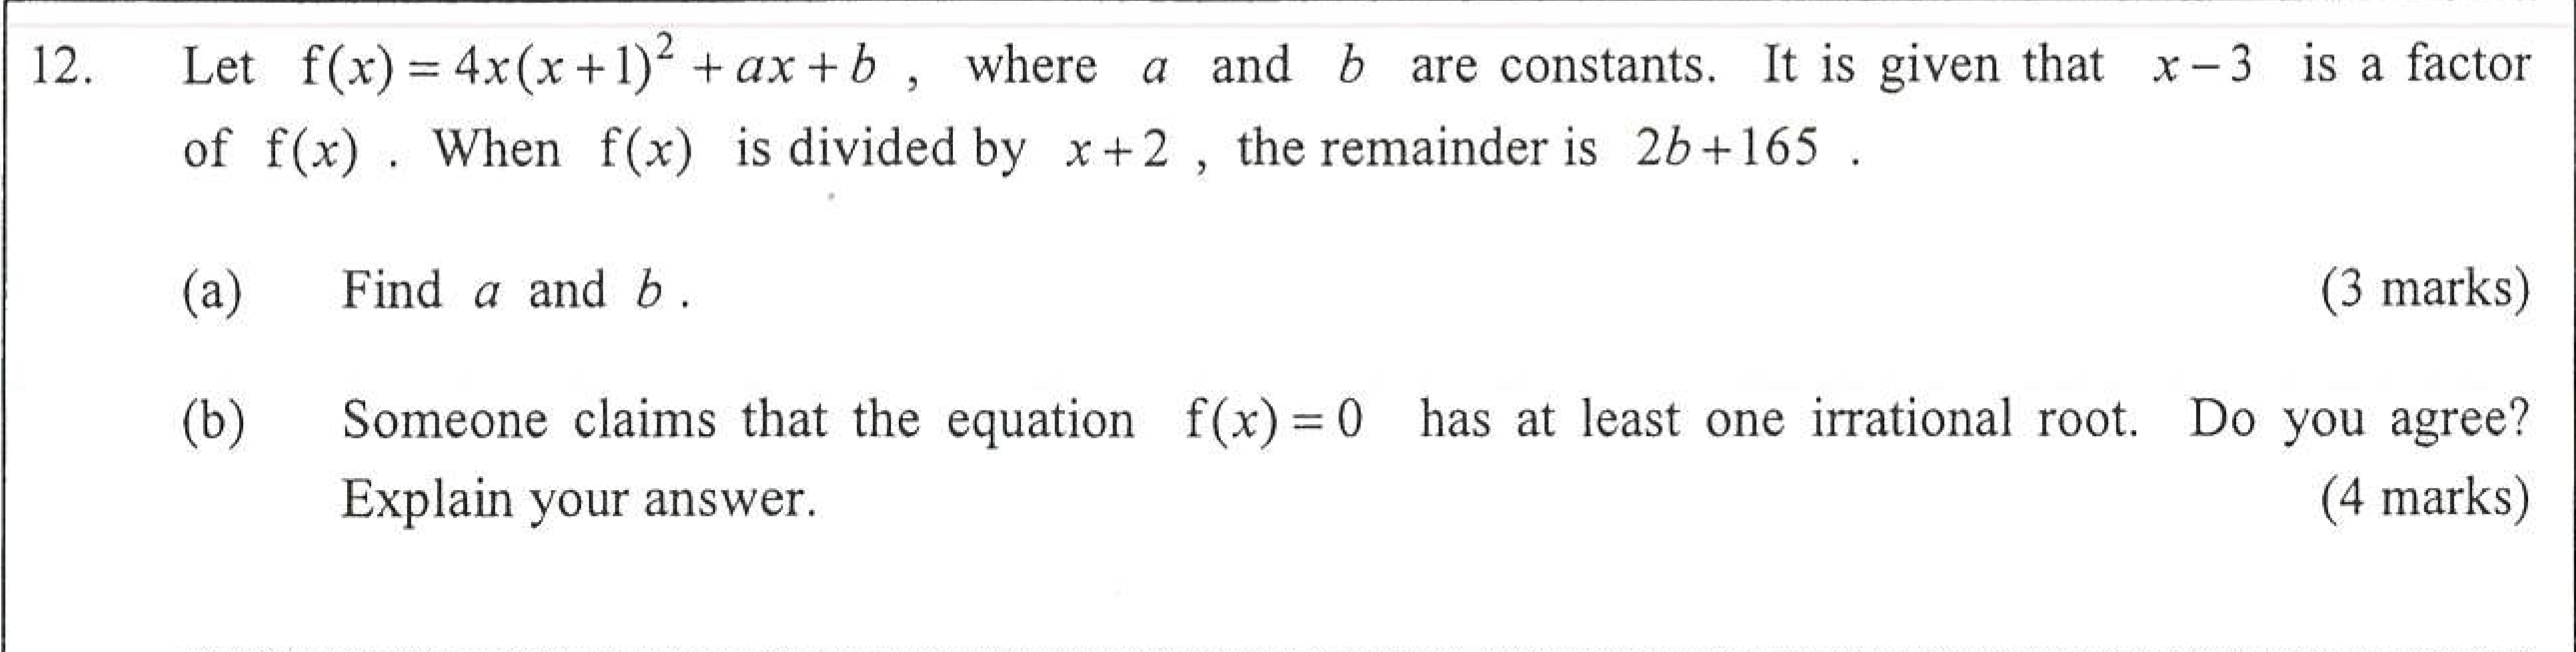 12. Let f(x) = 4x(x+1)² + ax + b , where a and b are constants. It is given that x − 3 is a factor
of f(x) . When f(x) is divided by x + 2 , the remainder is 2b + 165 .
(a) Find a and b . (3 marks)
(b) Someone claims that the equation f(x) = 0 has at least one irrational root. Do you agree?
Explain your answer. (4 marks)